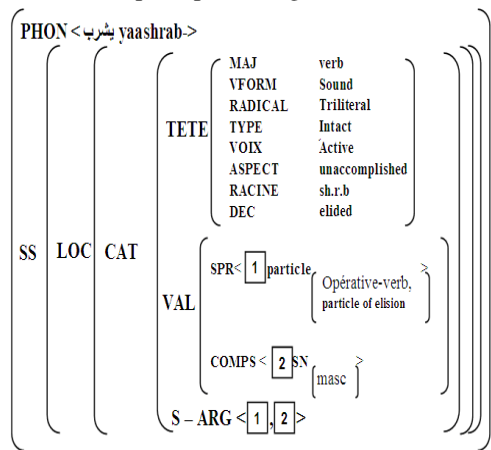 PHON <يشرب yaashrab->
MAJ verb
VFORM Sound
RADICAL Triliteral
TETE TYPE Intact
VOIX Active
ASPECT unaccomplished
RACINE sh.r.b
DEC elided
SS LOC CAT
SPR< 1 particle Opérative-verb, >
particle of elision
VAL
COMPS < 2 SN masc >
S – ARG < 1 , 2 >